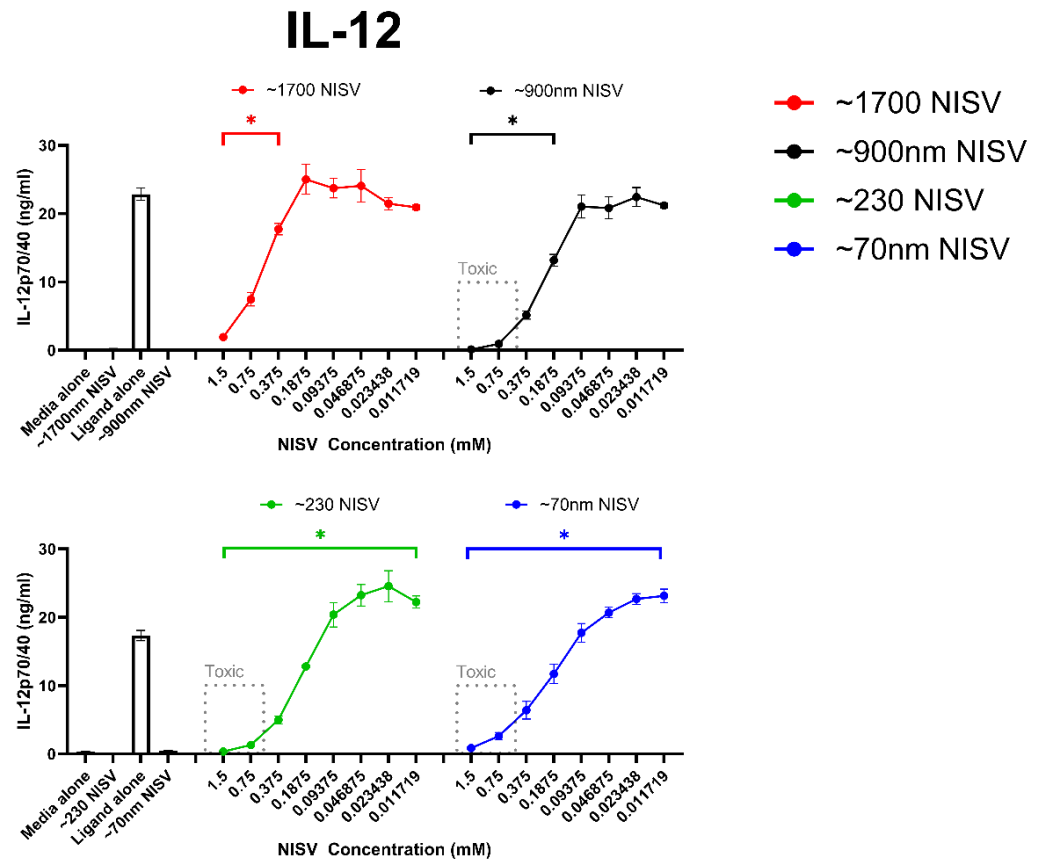 IL-12
~1700 NISV
~900nm NISV
~1700 NISV
~900nm NISV
~230 NISV
~70nm NISV
*
*
IL-12p70/40 (ng/ml)
30
20
10
0
Toxic
Media alone
~1700nm NISV
Ligand alone
~900nm NISV
1.5
0.75
0.375
0.1875
0.09375
0.046875
0.023438
0.011719
1.5
0.75
0.375
0.1875
0.09375
0.046875
0.023438
0.011719
NISV Concentration (mM)
~230 NISV
~70nm NISV
*
*
IL-12p70/40 (ng/ml)
30
20
10
0
Toxic
Toxic
Media alone
~230 NISV
Ligand alone
~70nm NISV
1.5
0.75
0.375
0.1875
0.09375
0.046875
0.023438
0.011719
1.5
0.75
0.375
0.1875
0.09375
0.046875
0.023438
0.011719
NISV Concentration (mM)